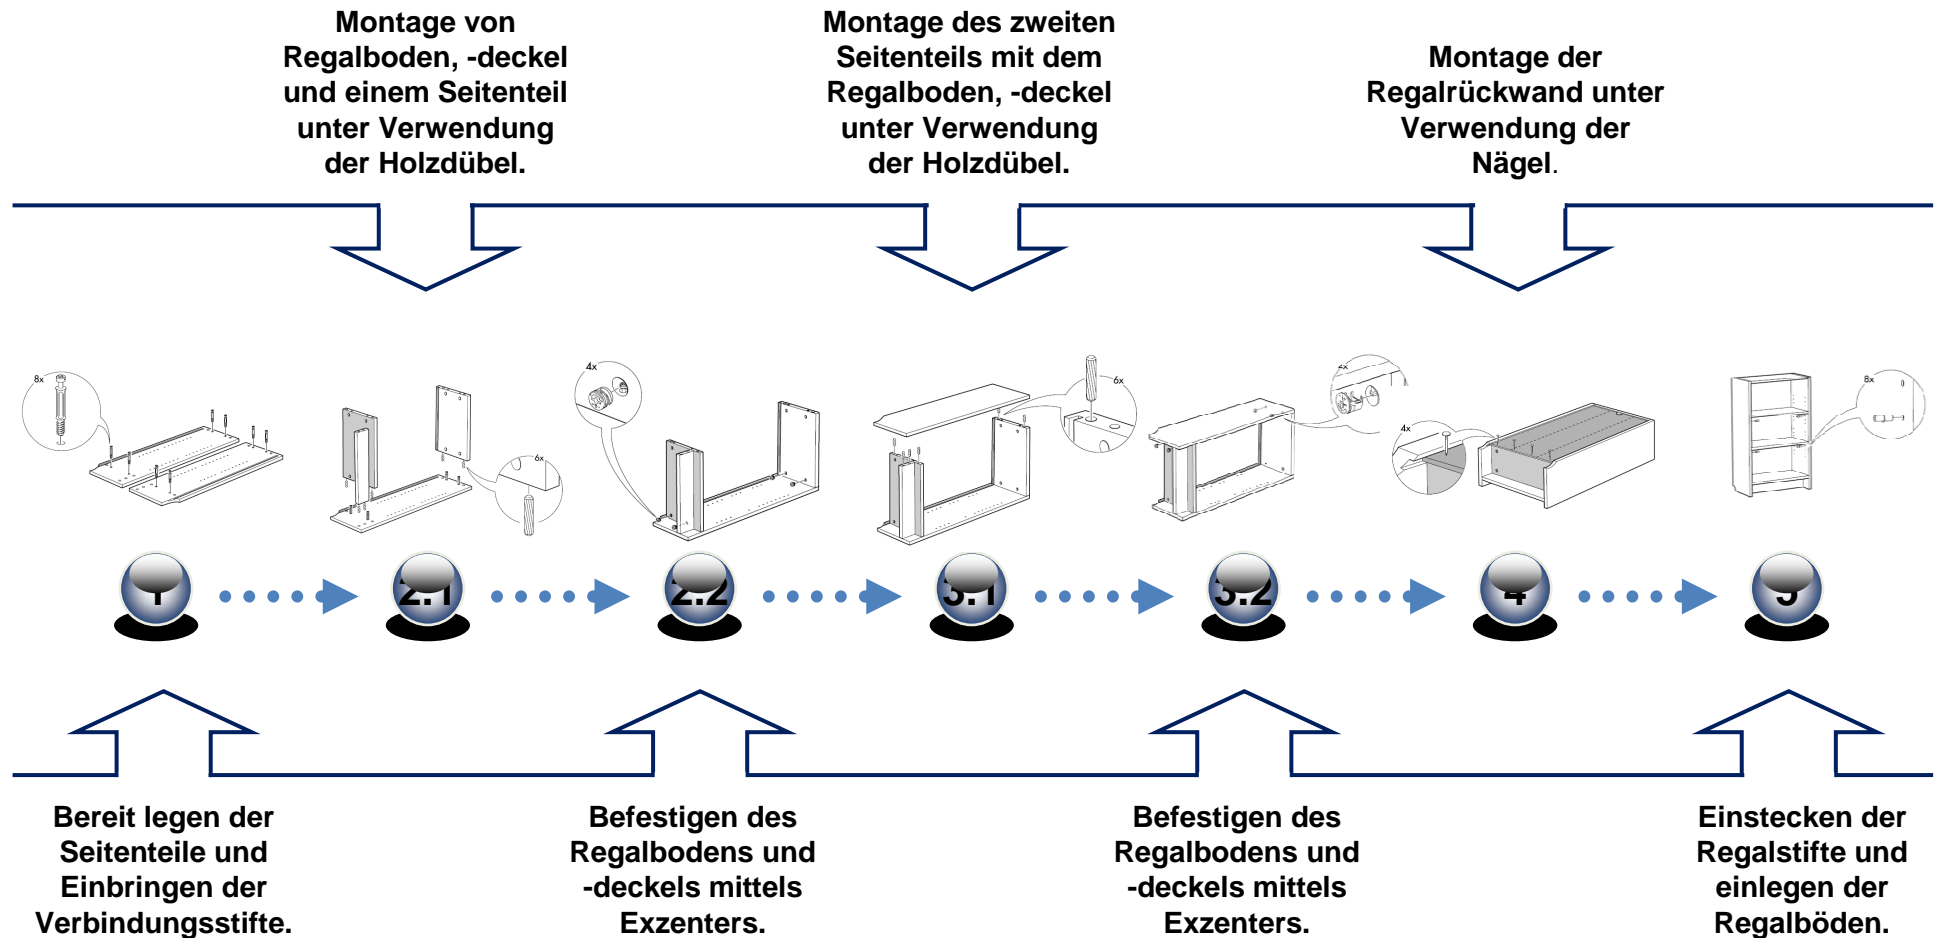 Montage von
Regalboden, -deckel
und einem Seitenteil
unter Verwendung
der Holzdübel.
Montage des zweiten
Seitenteils mit dem
Regalboden, -deckel
unter Verwendung
der Holzdübel.
Montage der
Regalrückwand unter
Verwendung der
Nägel.
8x
6x
4x
6x
4x
8x
1
2.1
2.2
3.1
3.2
4
5
Bereit legen der
Seitenteile und
Einbringen der
Verbindungsstifte.
Befestigen des
Regalbodens und
-deckels mittels
Exzenters.
Befestigen des
Regalbodens und
-deckels mittels
Exzenters.
Einstecken der
Regalstifte und
einlegen der
Regalböden.